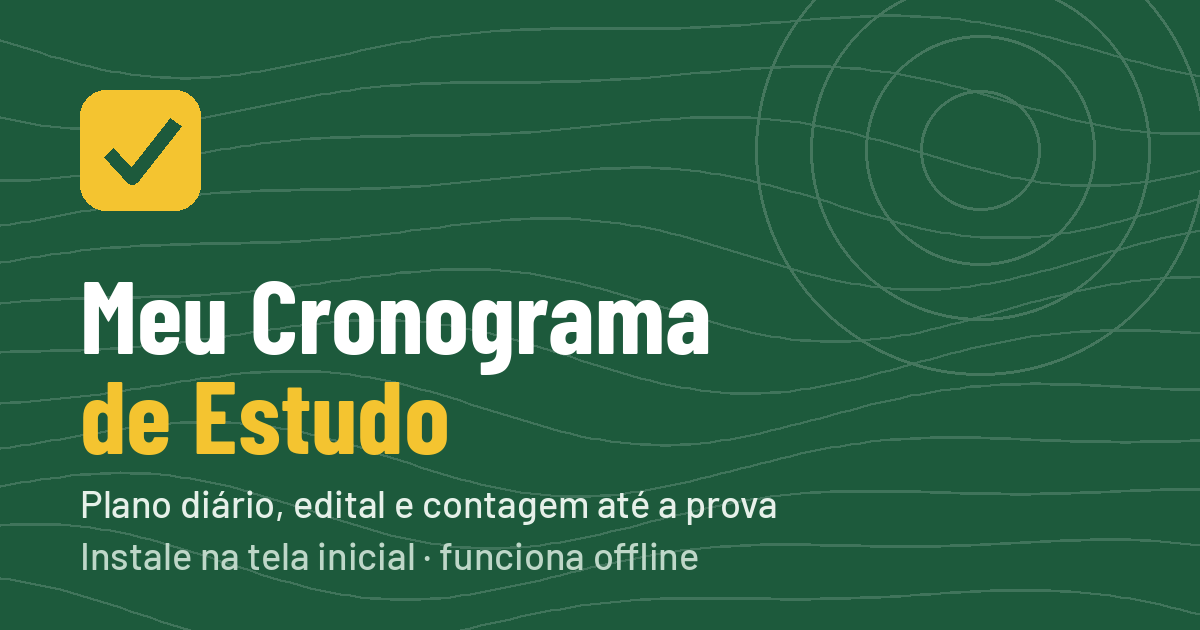 Meu Cronograma
de Estudo
Plano diário, edital e contagem até a prova
Instale na tela inicial · funciona offline